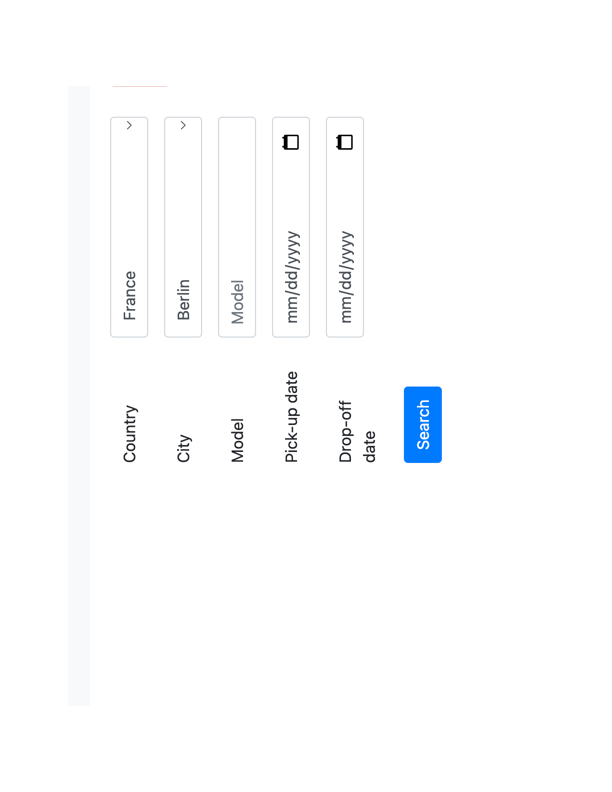 Country
France
City
Berlin
Model
Model
Pick-up date
mm/dd/yyyy
Drop-off
date
mm/dd/yyyy
Search